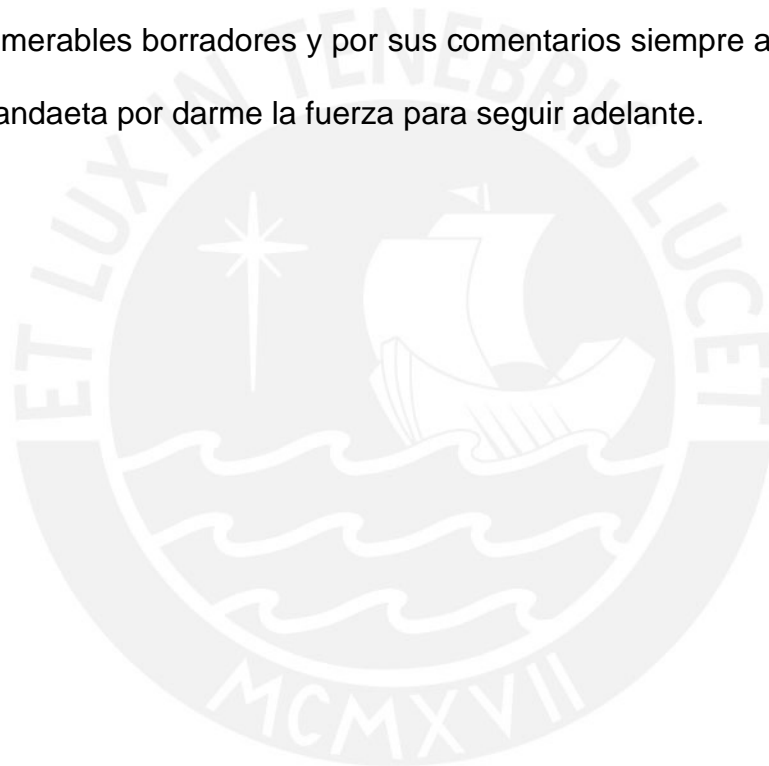 merables borradores y por sus comentarios siempre a
andaeta por darme la fuerza para seguir adelante.
ET LUX IN TENEBRIS LUCET
MCMXVII